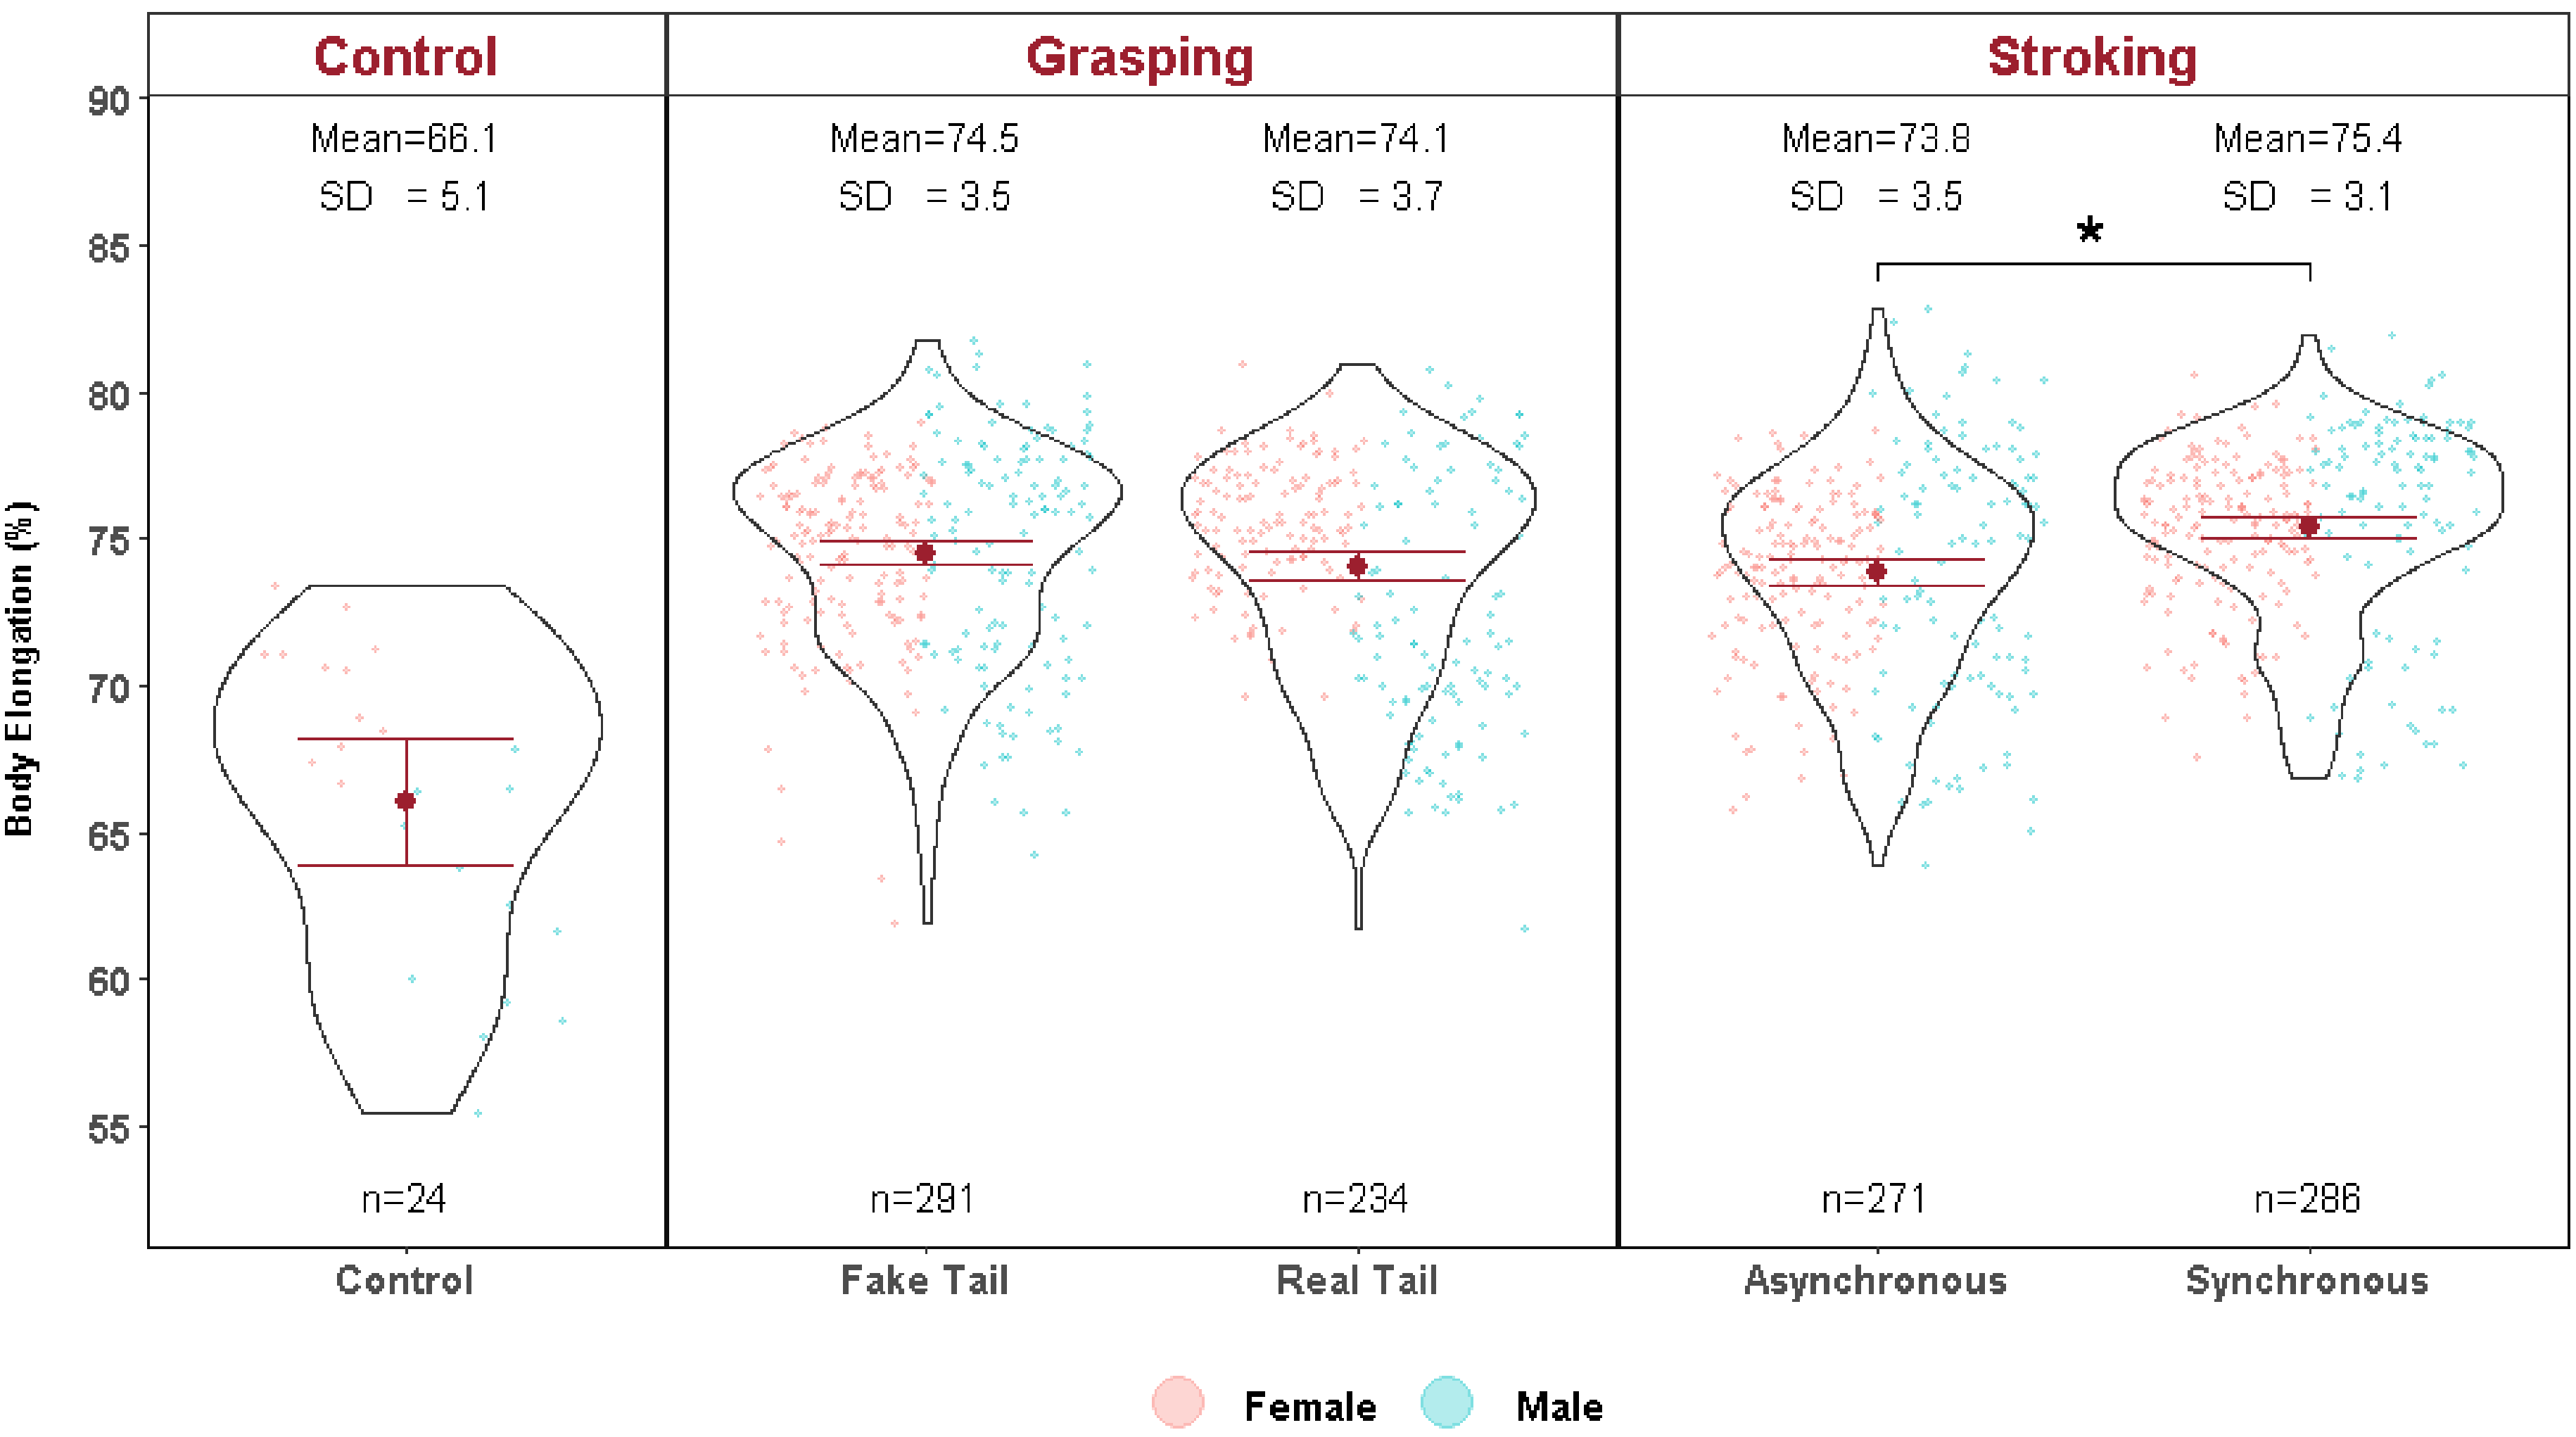 Control
Grasping
Stroking
Mean=66.1
SD = 5.1
Mean=74.5
SD = 3.5
Mean=74.1
SD = 3.7
Mean=73.8
SD = 3.5
Mean=75.4
SD = 3.1
*
90
85
80
75
70
65
60
55
Body Elongation (%)
n=24
n=291
n=234
n=271
n=286
Control
Fake Tail
Real Tail
Asynchronous
Synchronous
Female
Male